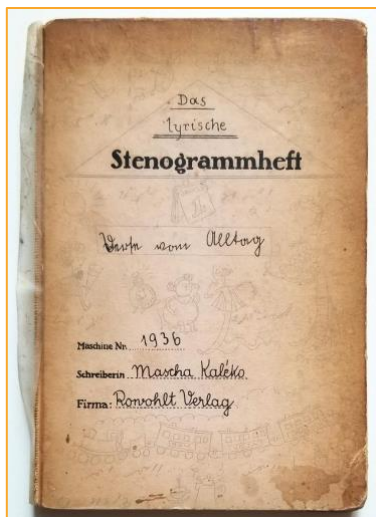 Das
lyrische
Stenogrammheft
Verse vom Alltag
Maschine Nr. 1936
Schreiberin Mascha Kaléko
Firma: Rowohlt Verlag